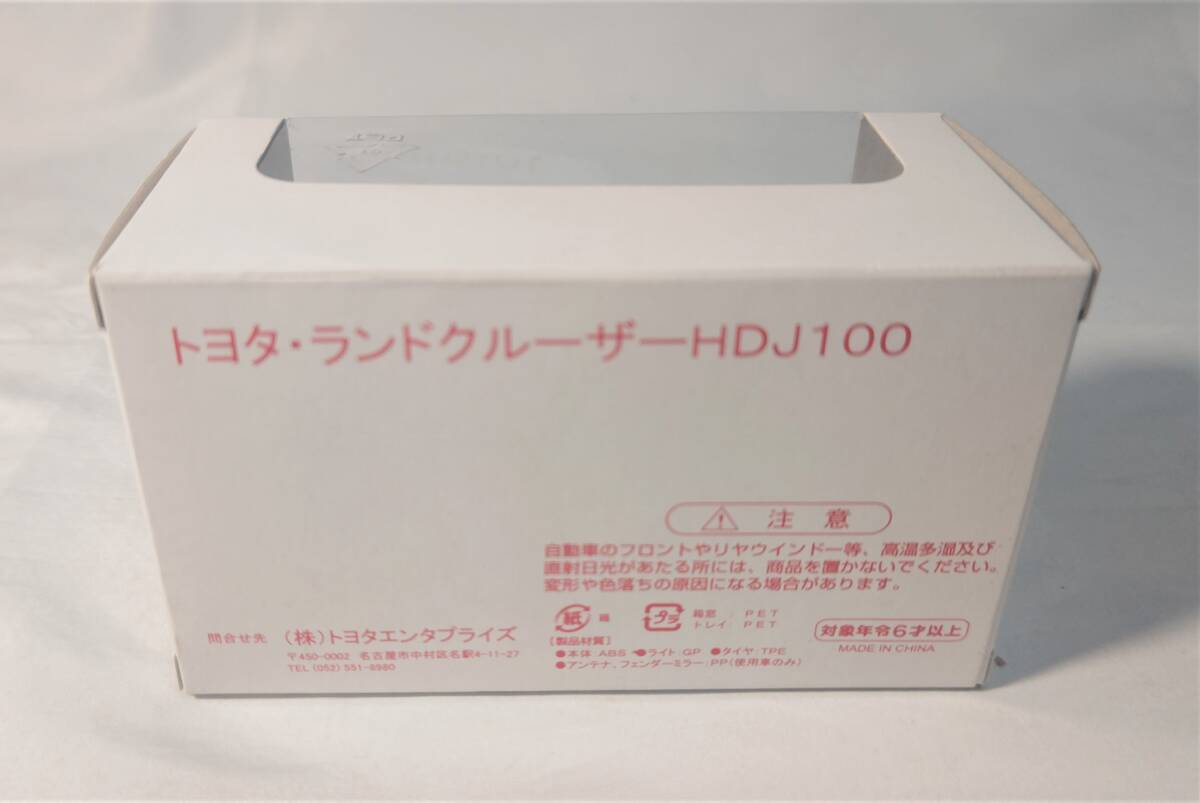 トヨタ・ランドクルーザーHDJ100
注 意
自動車のフロントやリヤウインドー等、高温多湿及び
直射日光があたる所には、商品を置かないでください。
変形や色落ちの原因になる場合があります。
紙 箱
プラ 箱窓 : PET
トレイ : PET
[製品材質]
●本体:ABS ●ライト:GP ●タイヤ:TPE
●アンテナ、フェンダーミラー:PP(使用車のみ)
対象年令6才以上
MADE IN CHINA
問合せ先 (株)トヨタエンタプライズ
〒450-0002 名古屋市中村区名駅4-11-27
TEL (052) 551-8980